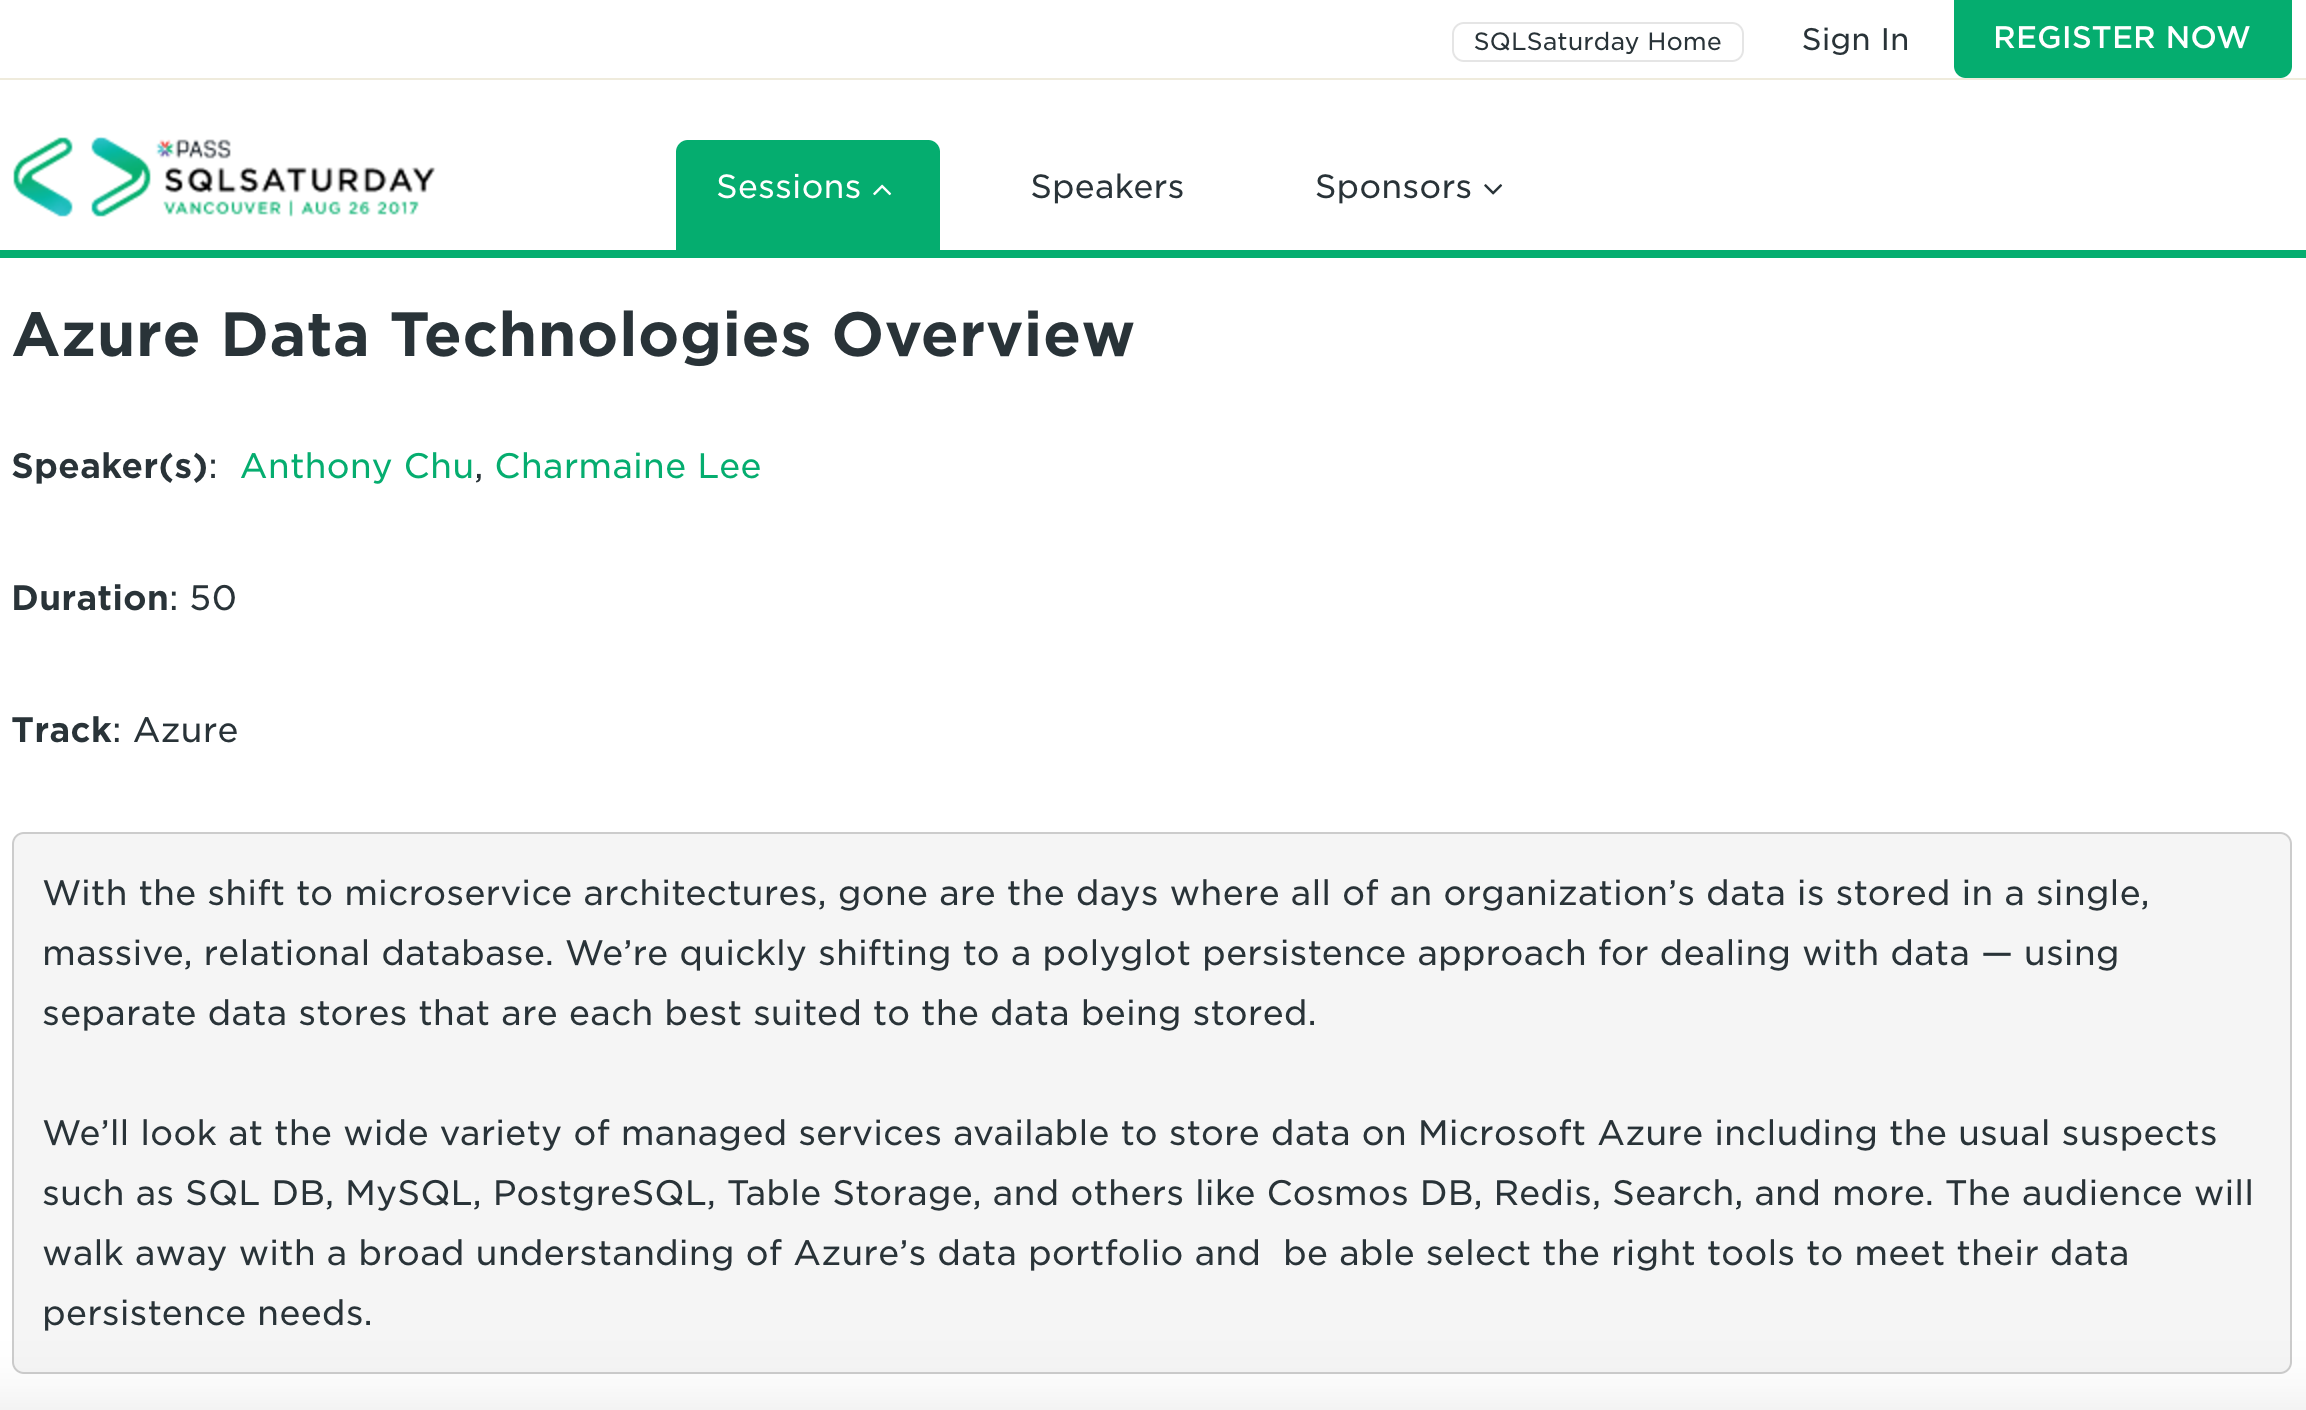 SQLSaturday Home
Sign In
REGISTER NOW
PASS
SQLSATURDAY
VANCOUVER | AUG 26 2017
Sessions
Speakers
Sponsors
Azure Data Technologies Overview
Speaker(s): Anthony Chu, Charmaine Lee
Duration: 50
Track: Azure
With the shift to microservice architectures, gone are the days where all of an organization’s data is stored in a single,
massive, relational database. We’re quickly shifting to a polyglot persistence approach for dealing with data — using
separate data stores that are each best suited to the data being stored.
We’ll look at the wide variety of managed services available to store data on Microsoft Azure including the usual suspects
such as SQL DB, MySQL, PostgreSQL, Table Storage, and others like Cosmos DB, Redis, Search, and more. The audience will
walk away with a broad understanding of Azure’s data portfolio and  be able select the right tools to meet their data
persistence needs.